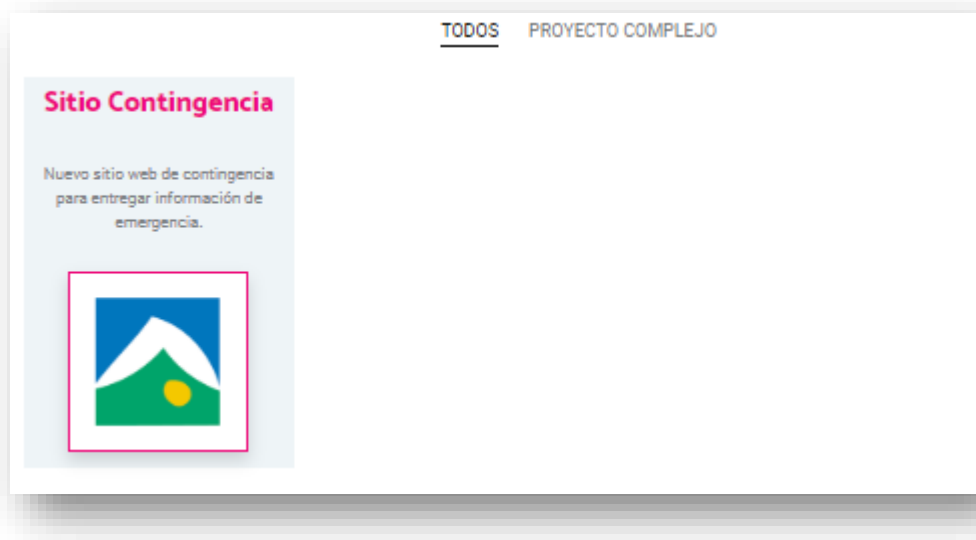 TODOS PROYECTO COMPLEJO
Sitio Contingencia
Nuevo sitio web de contingencia
para entregar información de
emergencia.